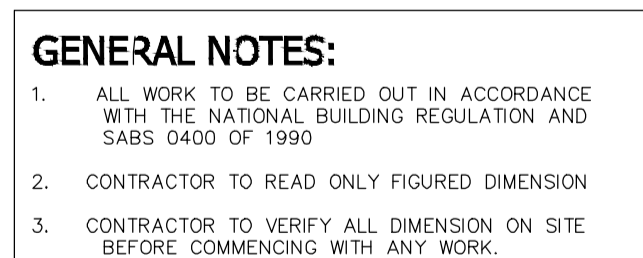 GENERAL NOTES:
1. ALL WORK TO BE CARRIED OUT IN ACCORDANCE
WITH THE NATIONAL BUILDING REGULATION AND
SABS 0400 OF 1990
2. CONTRACTOR TO READ ONLY FIGURED DIMENSION
3. CONTRACTOR TO VERIFY ALL DIMENSION ON SITE
BEFORE COMMENCING WITH ANY WORK.